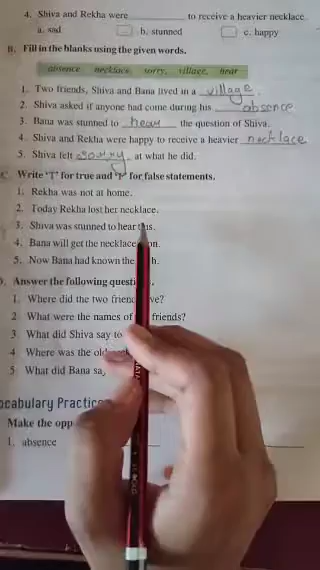 4. Shiva and Rekha were ________ to receive a heavier necklace.
a. sad b. stunned c. happy
B. Fill in the blanks using the given words.
absence, necklace, sorry, village, hear
1. Two friends, Shiva and Bana lived in a village.
2. Shiva asked if anyone had come during his absence
3. Bana was stunned to hear the question of Shiva.
4. Shiva and Rekha were happy to receive a heavier necklace
5. Shiva felt sorry at what he did.
C. Write 'T' for true and 'F' for false statements.
1. Rekha was not at home.
2. Today Rekha lost her necklace.
3. Shiva was stunned to hear this.
4. Bana will get the necklace
5. Now Bana had known the
D. Answer the following
1. Where did the two
2. What were the names of friends?
3. What did Shiva say to
4. Where was the
5. What did Bana
Vocabulary Practice
Make the
1. absence